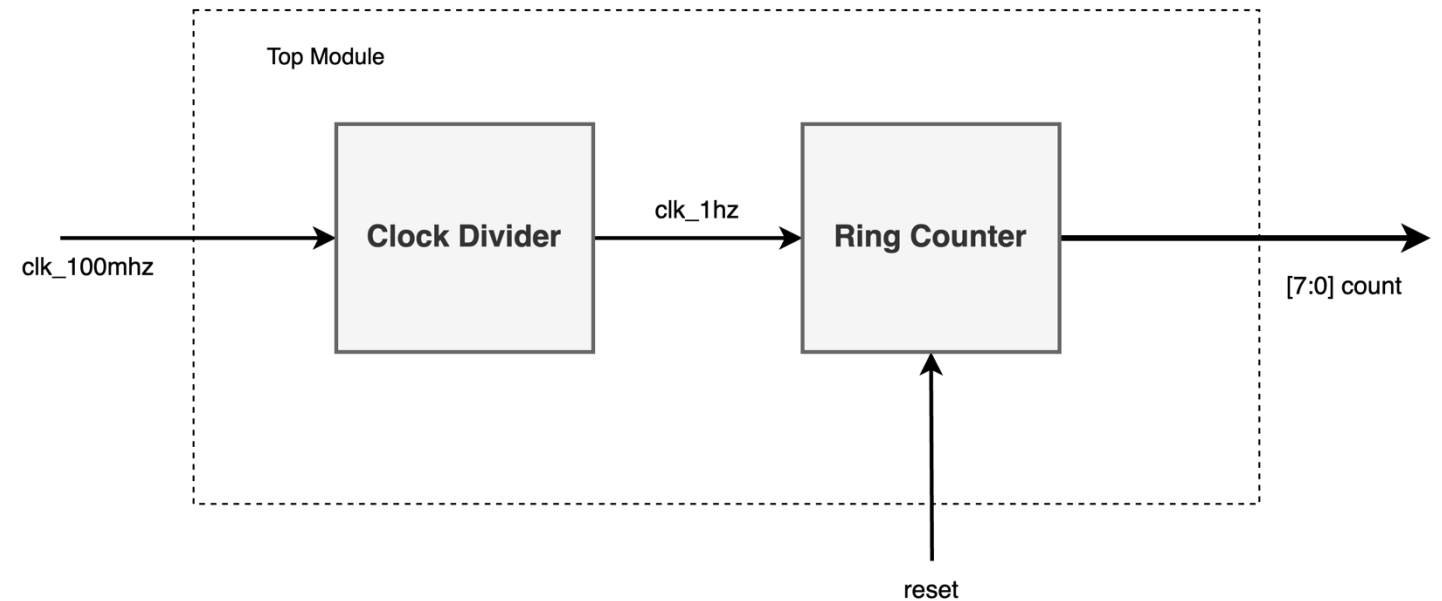 Top Module
clk_100mhz
Clock Divider
clk_1hz
Ring Counter
[7:0] count
reset